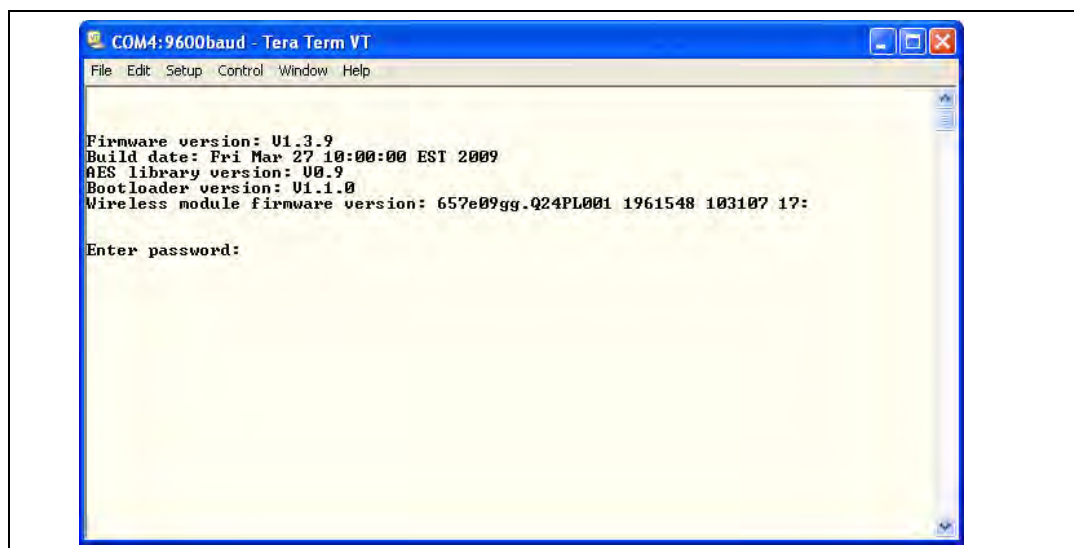 COM4:9600baud - Tera Term VT
File Edit Setup Control Window Help
Firmware version: V1.3.9
Build date: Fri Mar 27 10:00:00 EST 2009
AES library version: V0.9
Bootloader version: V1.1.0
Wireless module firmware version: 657e09gg.Q24PL001 1961548 103107 17:
Enter password: